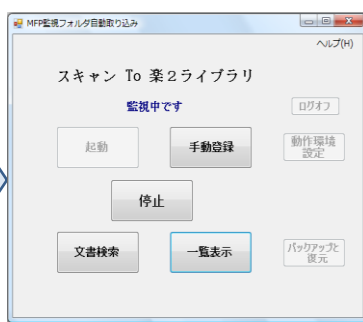 MFP監視フォルダ自動取り込み
ヘルプ(H)
スキャン To 楽２ライブラリ
監視中です
ログオフ
起動
手動登録
動作環境
設定
停止
文書検索
一覧表示
バックアップと
復元